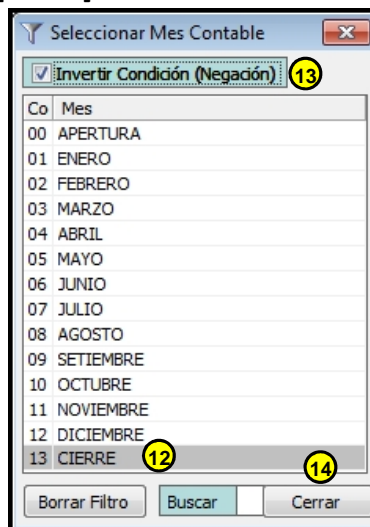 Seleccionar Mes Contable
Invertir Condición (Negación) 13
Co Mes
00 APERTURA
01 ENERO
02 FEBRERO
03 MARZO
04 ABRIL
05 MAYO
06 JUNIO
07 JULIO
08 AGOSTO
09 SETIEMBRE
10 OCTUBRE
11 NOVIEMBRE
12 DICIEMBRE
13 CIERRE 12
14
Borrar Filtro Buscar Cerrar